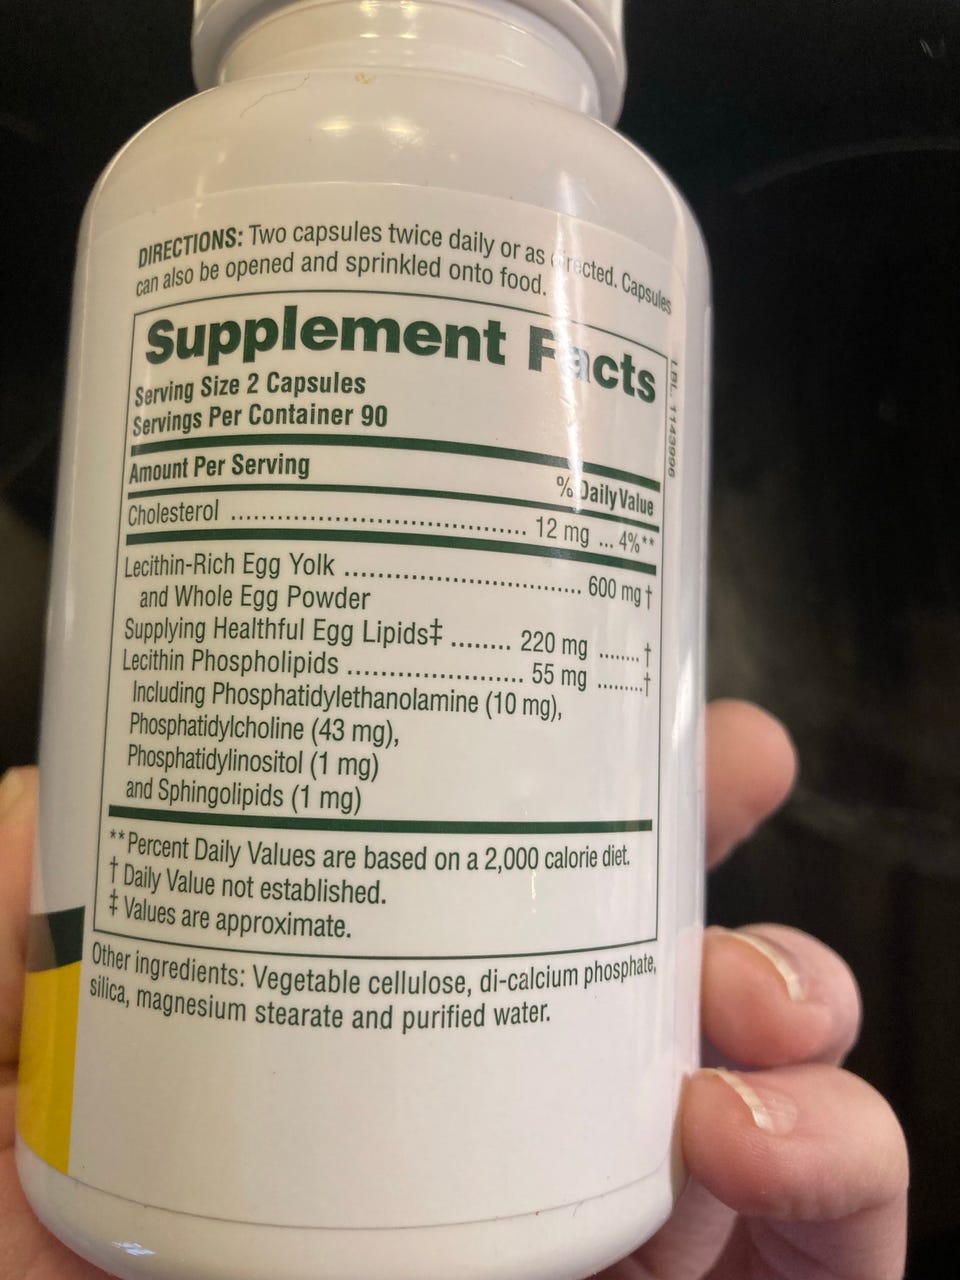 DIRECTIONS: Two capsules twice daily or as directed. Capsules
can also be opened and sprinkled onto food.
Supplement Facts
Serving Size 2 Capsules
Servings Per Container 90
Amount Per Serving % Daily Value
Cholesterol .......................................... 12 mg ... 4%**
Lecithin-Rich Egg Yolk ................................. 600 mg †
and Whole Egg Powder
Supplying Healthful Egg Lipids‡ ........ 220 mg ........ †
Lecithin Phospholipids ........................ 55 mg .........†
Including Phosphatidylethanolamine (10 mg),
Phosphatidylcholine (43 mg),
Phosphatidylinositol (1 mg)
and Sphingolipids (1 mg)
** Percent Daily Values are based on a 2,000 calorie diet.
† Daily Value not established.
‡ Values are approximate.
Other ingredients: Vegetable cellulose, di-calcium phosphate,
silica, magnesium stearate and purified water.
LBL. 1143996